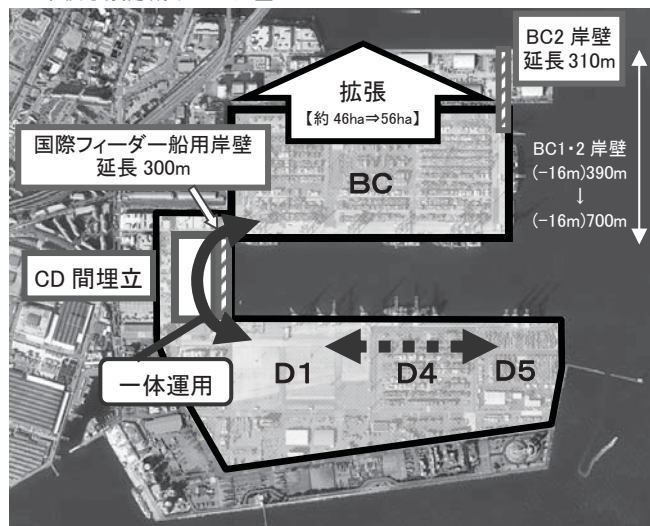 BC2 岸壁
延長 310m
拡張
【約 46ha⇒56ha】
国際フィーダー船用岸壁
延長 300m
BC
BC1・2 岸壁
(-16m)390m
↓
(-16m)700m
CD 間埋立
一体運用
D1
D4
D5